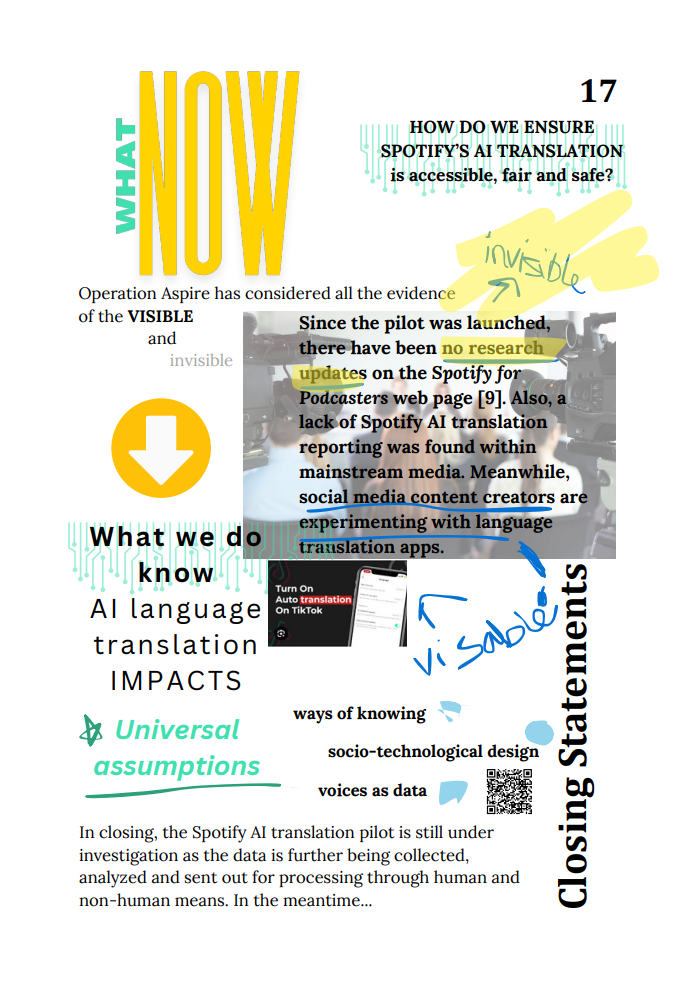 WHAT
NOW
17
HOW DO WE ENSURE
SPOTIFY'S AI TRANSLATION
is accessible, fair and safe?
invisible
Operation Aspire has considered all the evidence
of the VISIBLE
and
invisible
Since the pilot was launched,
there have been no research
updates on the Spotify for
Podcasters web page [9]. Also, a
lack of Spotify AI translation
reporting was found within
mainstream media. Meanwhile,
social media content creators are
experimenting with language
translation apps.
What we do
know
AI language
translation
IMPACTS
Turn On
Auto translation
On TikTok
visable
Universal
assumptions
ways of knowing
socio-technological design
voices as data
Closing Statements
In closing, the Spotify AI translation pilot is still under
investigation as the data is further being collected,
analyzed and sent out for processing through human and
non-human means. In the meantime...